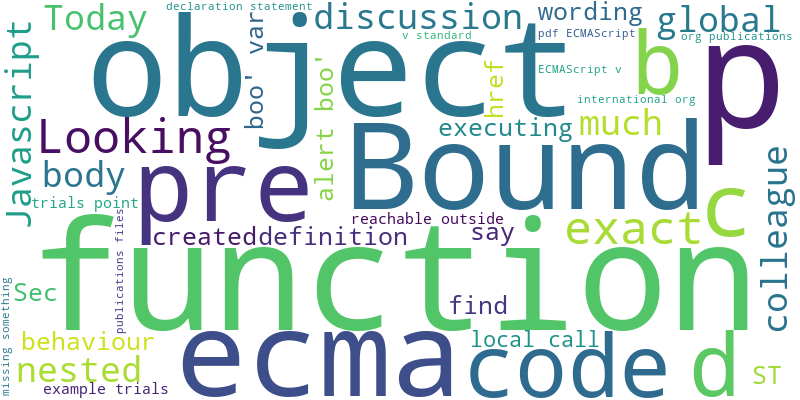 Today
declaration statement
discussion
wording
global
pdf ECMAScript
org publications
v standard
Javascript
object
boo' var
alert boo'
href
b
p
ECMAScript v
international org
Looking
executing
much
body
pre
Bound
c
colleague
trials point
publications files
created
definition
reachable outside
say
exact
function
missing something
Sec
find
behaviour
nested
example trials
ecma
local call
code
d
ST